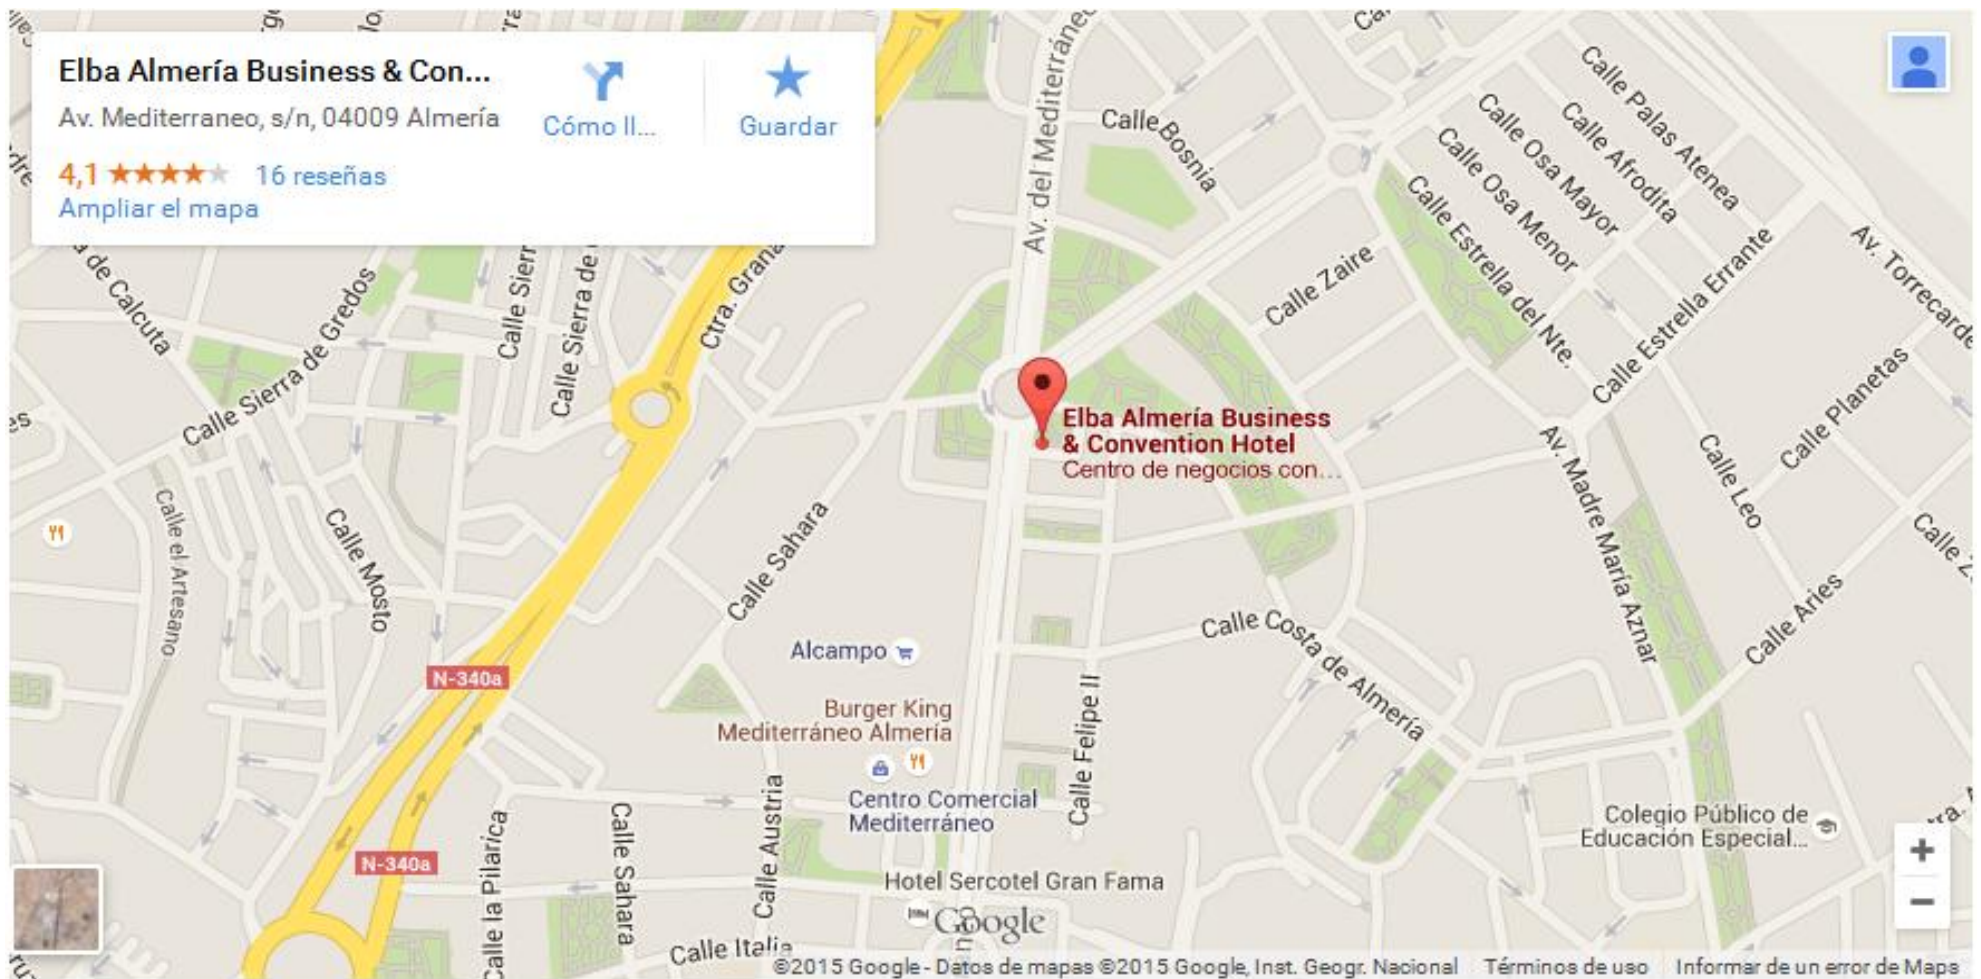 Elba Almería Business & Con...
Av. Mediterraneo, s/n, 04009 Almería
4,1
16 reseñas
Ampliar el mapa
Cómo ll...
Guardar
Av. del Mediterráneo
Calle Bosnia
Calle Palas Atenea
Calle Afrodita
Calle Osa Mayor
Calle Osa Menor
Calle Estrella del Nte.
Calle Estrella Errante
Calle Zaire
Av. Torrecárde
Calle Planetas
Calle Leo
Calle Aries
Av. Madre María Aznar
a de Calcuta
Calle Sierra de Gredos
Calle Sierr
Calle Sierra de
Ctra. Grana
Elba Almería Business
& Convention Hotel
Centro de negocios con...
Calle el Artesano
Calle Mosto
Calle Sahara
Calle Costa de Almería
Alcampo
N-340a
Burger King
Mediterráneo Almería
Calle Felipe II
Centro Comercial
Mediterráneo
Colegio Público de
Educación Especial...
N-340a
Calle la Pilarica
Calle Sahara
Calle Austria
Hotel Sercotel Gran Fama
Google
Calle Italia
©2015 Google - Datos de mapas ©2015 Google, Inst. Geogr. Nacional
Términos de uso
Informar de un error de Maps